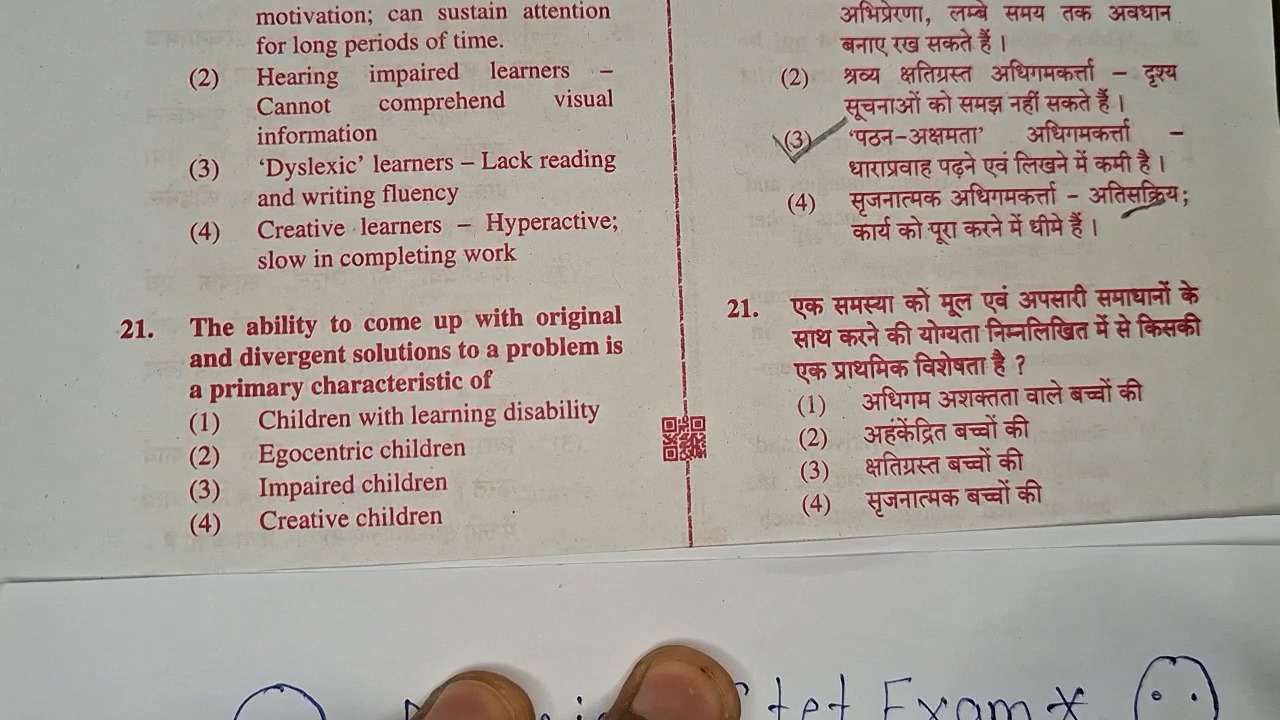 motivation; can sustain attention
for long periods of time.
(2) Hearing impaired learners –
Cannot comprehend visual
information
(3) ‘Dyslexic’ learners – Lack reading
and writing fluency
(4) Creative learners – Hyperactive;
slow in completing work
21. The ability to come up with original
and divergent solutions to a problem is
a primary characteristic of
(1) Children with learning disability
(2) Egocentric children
(3) Impaired children
(4) Creative children
अभिप्रेरणा, लम्बे समय तक अवधान
बनाए रख सकते हैं ।
(2) श्रव्य क्षतिग्रस्त अधिगमकर्त्ता – दृश्य
सूचनाओं को समझ नहीं सकते हैं ।
(3) ‘पठन-अक्षमता’ अधिगमकर्त्ता –
धाराप्रवाह पढ़ने एवं लिखने में कमी है ।
(4) सृजनात्मक अधिगमकर्त्ता – अतिसक्रिय;
कार्य को पूरा करने में धीमे हैं ।
21. एक समस्या को मूल एवं अपसारी समाधानों के
साथ करने की योग्यता निम्नलिखित में से किसकी
एक प्राथमिक विशेषता है ?
(1) अधिगम अशक्तता वाले बच्चों की
(2) अहंकेंद्रित बच्चों की
(3) क्षतिग्रस्त बच्चों की
(4) सृजनात्मक बच्चों की
Exam